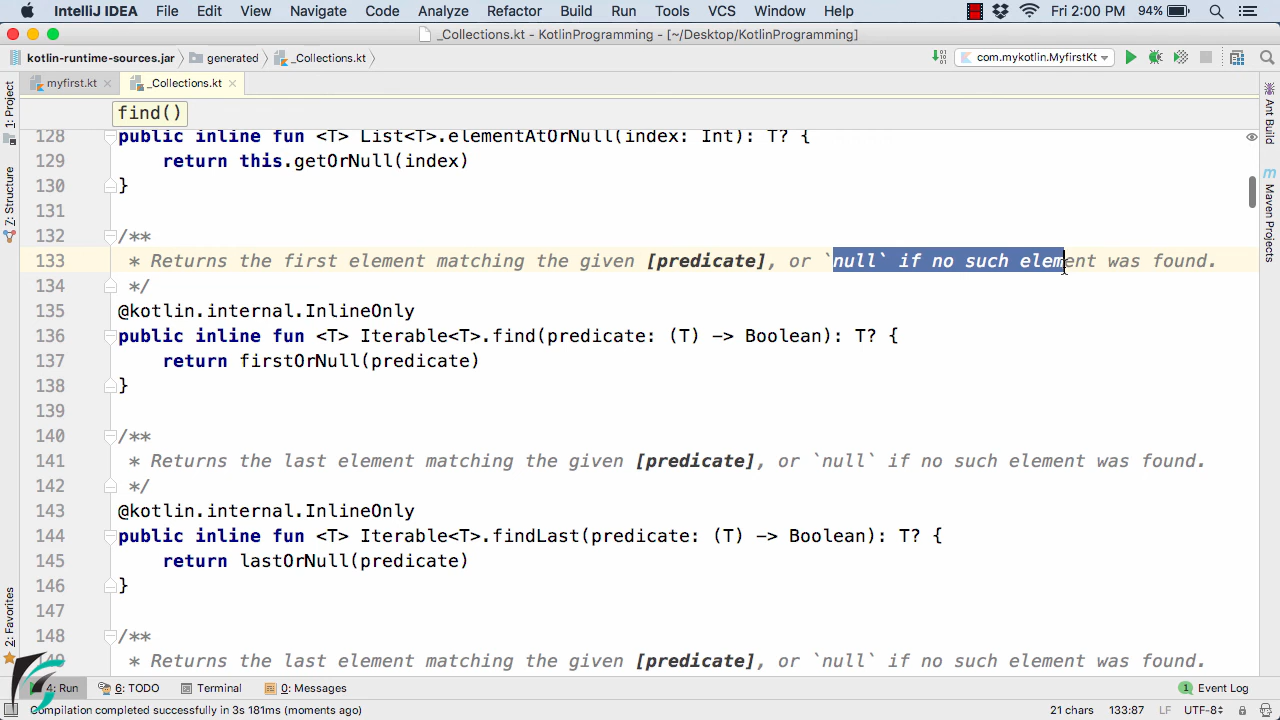 IntelliJ IDEA File Edit View Navigate Code Analyze Refactor Build Run Tools VCS Window Help Fri 2:00 PM 94%
_Collections.kt - KotlinProgramming - [~/Desktop/KotlinProgramming]
kotlin-runtime-sources.jar generated _Collections.kt com.mykotlin.MyfirstKt
myfirst.kt _Collections.kt
1: Project
7: Structure
2: Favorites
Ant Build
Maven Projects
find()
128 public inline fun <T> List<T>.elementAtOrNull(index: Int): T? {
129 return this.getOrNull(index)
130 }
131
132 /**
133 * Returns the first element matching the given [predicate], or `null` if no such element was found.
134 */
135 @kotlin.internal.InlineOnly
136 public inline fun <T> Iterable<T>.find(predicate: (T) -> Boolean): T? {
137 return firstOrNull(predicate)
138 }
139
140 /**
141 * Returns the last element matching the given [predicate], or `null` if no such element was found.
142 */
143 @kotlin.internal.InlineOnly
144 public inline fun <T> Iterable<T>.findLast(predicate: (T) -> Boolean): T? {
145 return lastOrNull(predicate)
146 }
147
148 /**
* Returns the last element matching the given [predicate], or `null` if no such element was found.
4: Run 6: TODO Terminal 0: Messages 1 Event Log
Compilation completed successfully in 3s 181ms (moments ago) 21 chars 133:87 LF UTF-8